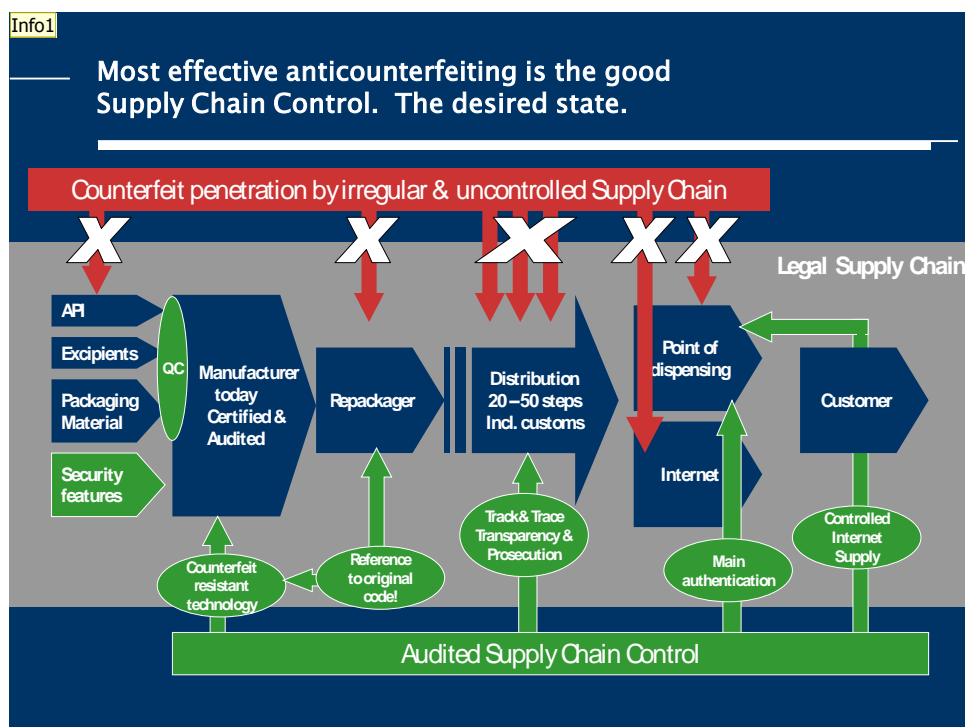 Info1
Most effective anticounterfeiting is the good
Supply Chain Control. The desired state.
Counterfeit penetration by irregular & uncontrolled Supply Chain
X
X
X
X
X
Legal Supply Chain
API
Excipients
Packaging
Material
Security
features
QC
Manufacturer
today
Certified &
Audited
Repackager
Distribution
20–50 steps
Incl. customs
Point of
dispensing
Internet
Customer
Counterfeit
resistant
technology
Reference
to original
code!
Track & Trace
Transparency &
Prosecution
Main
authentication
Controlled
Internet
Supply
Audited Supply Chain Control